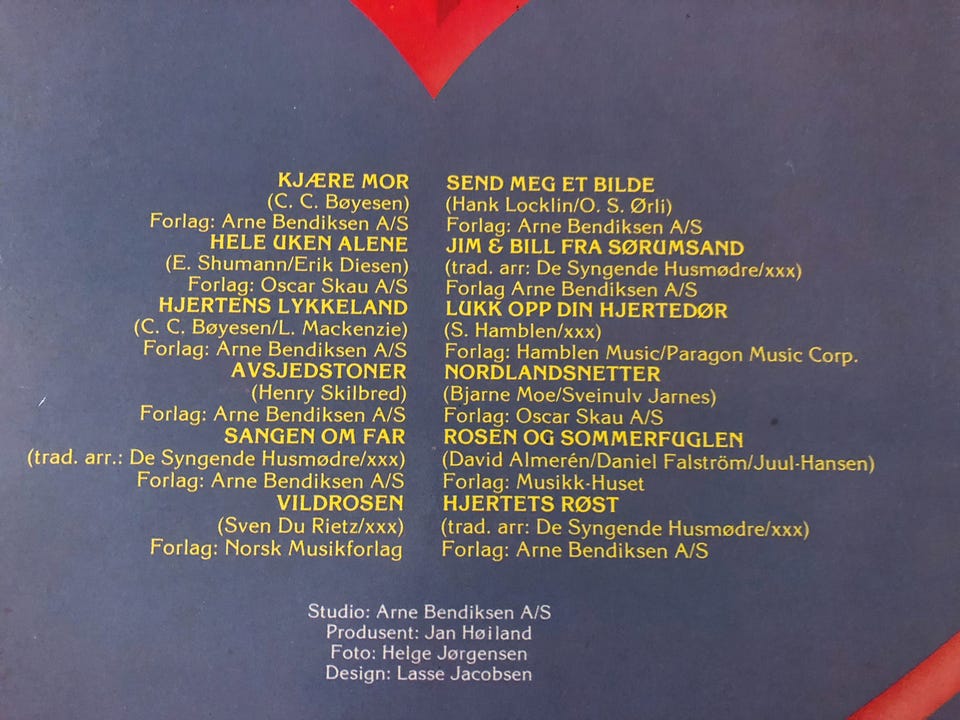 KJÆRE MOR
(C. C. Bøyesen)
Forlag: Arne Bendiksen A/S
HELE UKEN ALENE
(E. Shumann/Erik Diesen)
Forlag: Oscar Skau A/S
HJERTENS LYKKELAND
(C. C. Bøyesen/L. Mackenzie)
Forlag: Arne Bendiksen A/S
AVSJEDSTONER
(Henry Skilbred)
Forlag: Arne Bendiksen A/S
SANGEN OM FAR
(trad. arr.: De Syngende Husmødre/xxx)
Forlag: Arne Bendiksen A/S
VILDROSEN
(Sven Du Rietz/xxx)
Forlag: Norsk Musikforlag
SEND MEG ET BILDE
(Hank Locklin/O. S. Ørli)
Forlag: Arne Bendiksen A/S
JIM & BILL FRA SØRUMSAND
(trad. arr: De Syngende Husmødre/xxx)
Forlag Arne Bendiksen A/S
LUKK OPP DIN HJERTEDØR
(S. Hamblen/xxx)
Forlag: Hamblen Music/Paragon Music Corp.
NORDLANDSNETTER
(Bjarne Moe/Sveinulv Jarnes)
Forlag: Oscar Skau A/S
ROSEN OG SOMMERFUGLEN
(David Almerén/Daniel Falström/Juul-Hansen)
Forlag: Musikk-Huset
HJERTETS RØST
(trad. arr: De Syngende Husmødre/xxx)
Forlag: Arne Bendiksen A/S
Studio: Arne Bendiksen A/S
Produsent: Jan Høiland
Foto: Helge Jørgensen
Design: Lasse Jacobsen